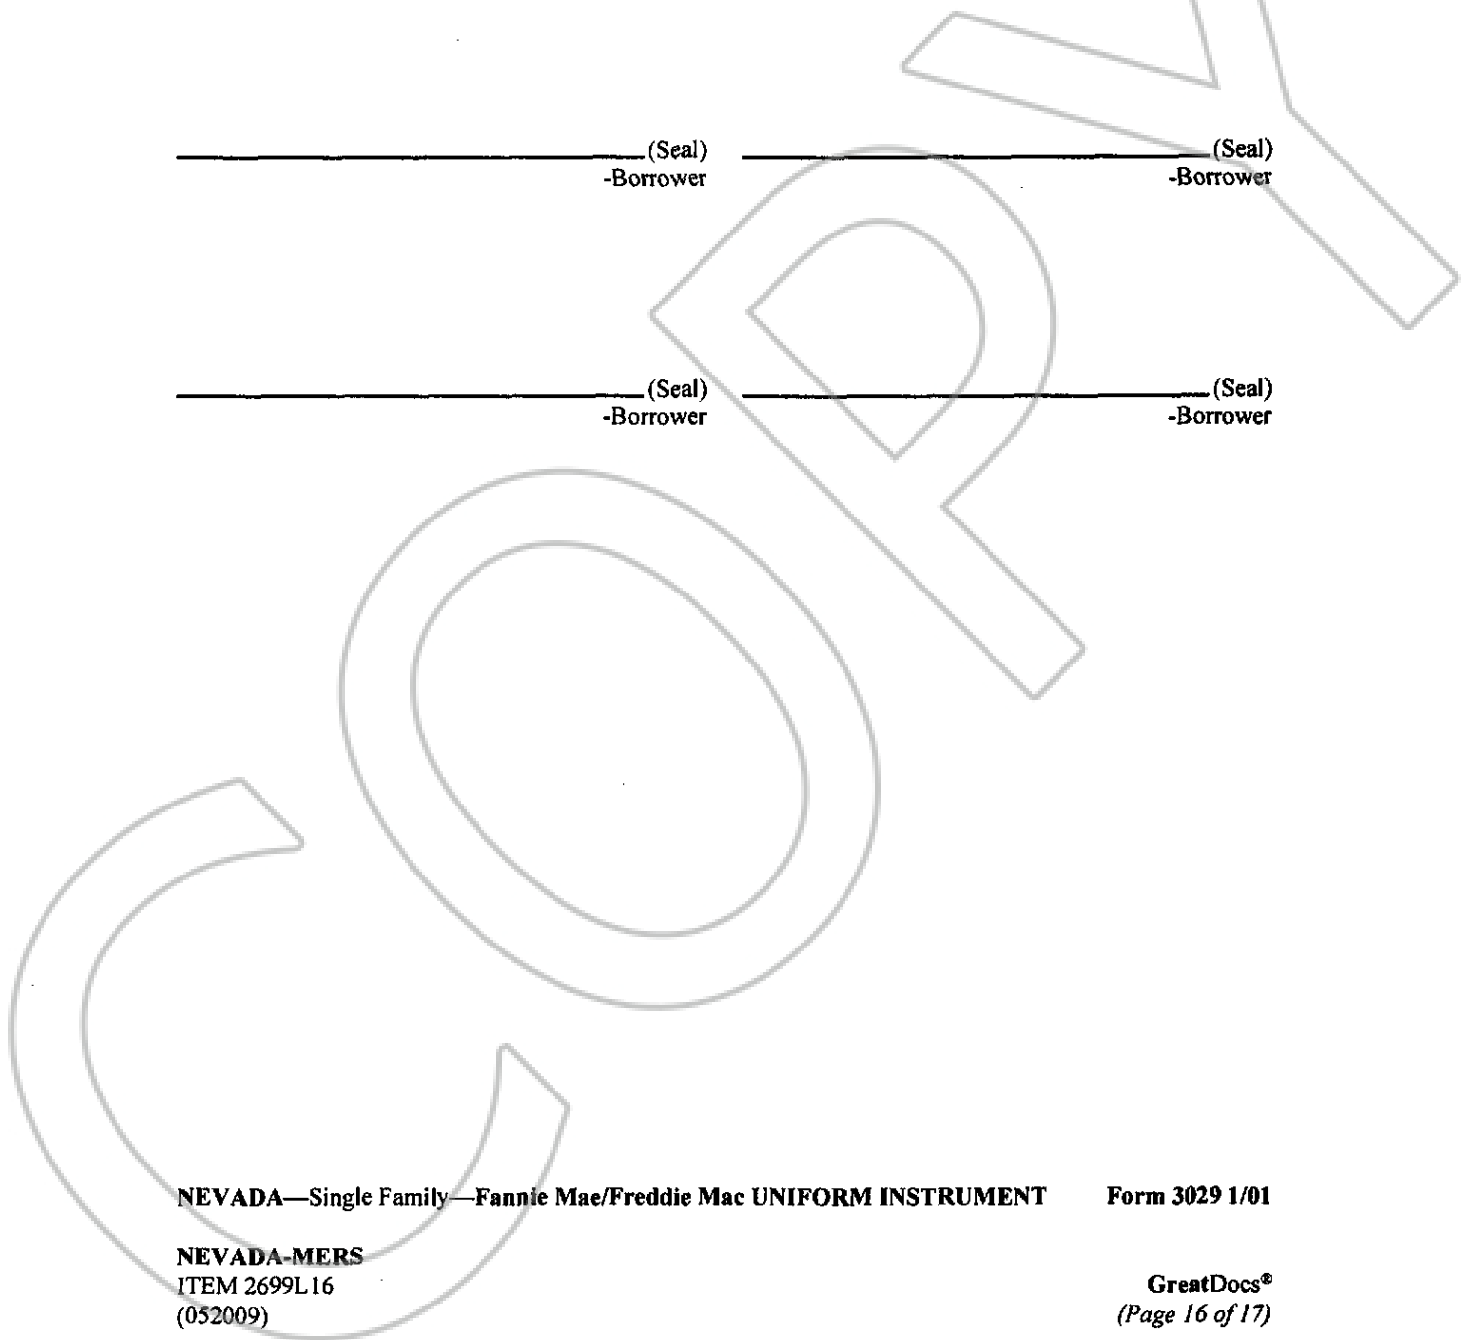 (Seal) (Seal)
-Borrower -Borrower
(Seal) (Seal)
-Borrower -Borrower
COPY
NEVADA—Single Family—Fannie Mae/Freddie Mac UNIFORM INSTRUMENT Form 3029 1/01
NEVADA-MERS
ITEM 2699L16 GreatDocs®
(052009) (Page 16 of 17)